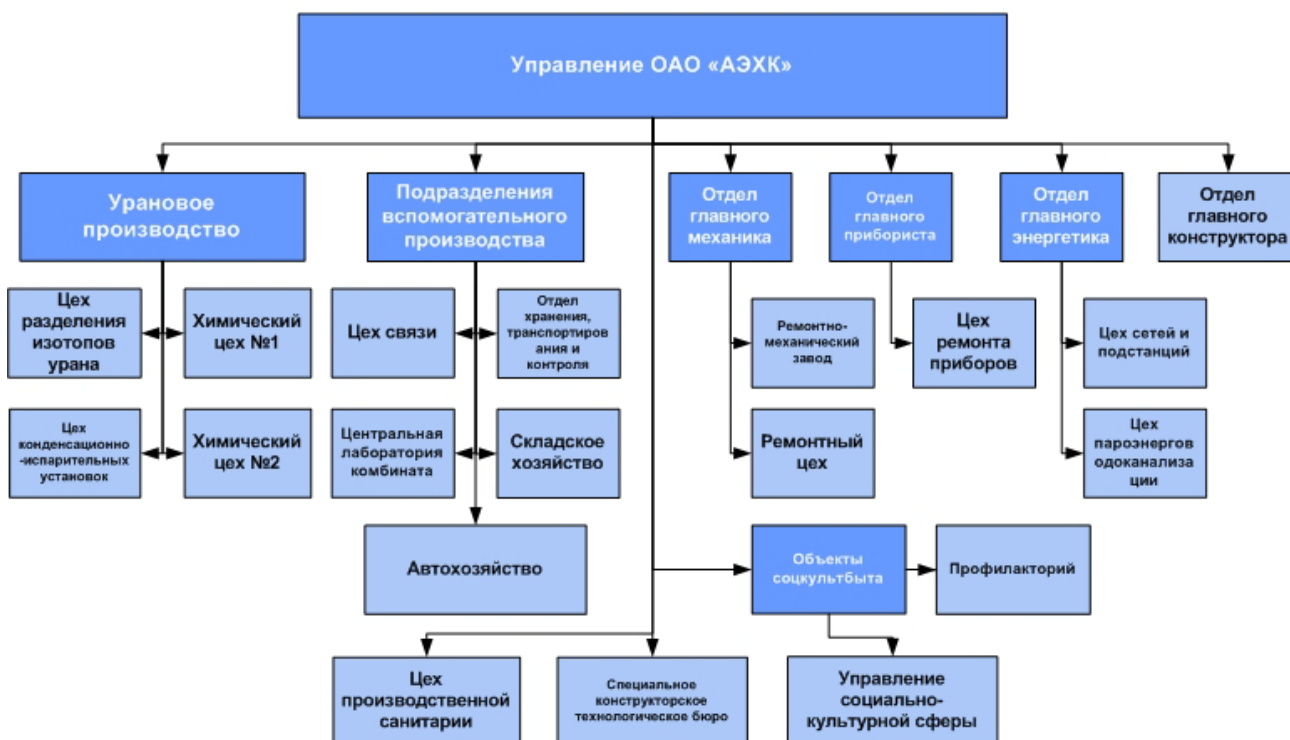 Управление ОАО «АЭХК»
Урановое
производство
Подразделения
вспомогательного
производства
Отдел
главного
механика
Отдел
главного
прибориста
Отдел
главного
энергетика
Отдел
главного
конструктора
Цех
разделения
изотопов
урана
Химический
цех №1
Цех связи
Отдел
хранения,
транспортиров
ания и
контроля
Ремонтно-
механический
завод
Цех
ремонта
приборов
Цех сетей и
подстанций
Цех
конденсационно
-испарительных
установок
Химический
цех №2
Центральная
лаборатория
комбината
Складское
хозяйство
Ремонтный
цех
Цех
пароэнергов
одоканализа
ции
Автохозяйство
Объекты
соцкультбыта
Профилакторий
Цех
производственной
санитарии
Специальное
конструкторское
технологическое бюро
Управление
социально-
культурной сферы